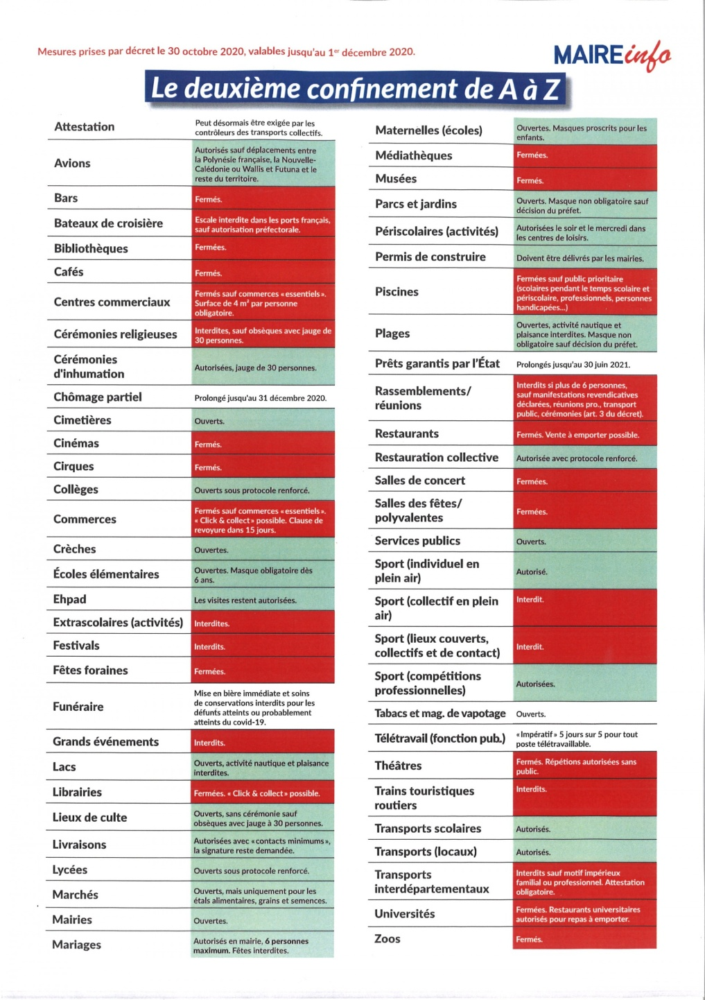 Mesures prises par décret le 30 octobre 2020, valables jusqu'au 1er décembre 2020.
MAIREinfo
Le deuxième confinement de A à Z
Attestation
Peut désormais être exigée par les
contrôleurs des transports collectifs.
Avions
Autorisés sauf déplacements entre
la Polynésie française, la Nouvelle-
Calédonie ou Wallis et Futuna et le
reste du territoire.
Bars
Fermés.
Bateaux de croisière
Escale interdite dans les ports français,
sauf autorisation préfectorale.
Bibliothèques
Fermées.
Cafés
Fermés.
Centres commerciaux
Fermés sauf commerces « essentiels ».
Surface de 4 m² par personne
obligatoire.
Cérémonies religieuses
Interdites, sauf obsèques avec jauge de
30 personnes.
Cérémonies
d'inhumation
Autorisées, jauge de 30 personnes.
Chômage partiel
Prolongé jusqu'au 31 décembre 2020.
Cimetières
Ouverts.
Cinémas
Fermés.
Cirques
Fermés.
Collèges
Ouverts sous protocole renforcé.
Commerces
Fermés sauf commerces « essentiels ».
« Click & collect » possible. Clause de
revoyure dans 15 jours.
Crèches
Ouvertes.
Écoles élémentaires
Ouvertes. Masque obligatoire dès
6 ans.
Ehpad
Les visites restent autorisées.
Extrascolaires (activités)
Interdites.
Festivals
Interdits.
Fêtes foraines
Fermées.
Funéraire
Mise en bière immédiate et soins
de conservations interdits pour les
défunts atteints ou probablement
atteints du covid-19.
Grands événements
Interdits.
Lacs
Ouverts, activité nautique et plaisance
interdites.
Librairies
Fermées. « Click & collect » possible.
Lieux de culte
Ouverts, sans cérémonie sauf
obsèques avec jauge à 30 personnes.
Livraisons
Autorisées avec « contacts minimums »,
la signature reste demandée.
Lycées
Ouverts sous protocole renforcé.
Marchés
Ouverts, mais uniquement pour les
étals alimentaires, grains et semences.
Mairies
Ouvertes.
Mariages
Autorisés en mairie, 6 personnes
maximum. Fêtes interdites.
Maternelles (écoles)
Ouvertes. Masques proscrits pour les
enfants.
Médiathèques
Fermées.
Musées
Fermés.
Parcs et jardins
Ouverts. Masque non obligatoire sauf
décision du préfet.
Périscolaires (activités)
Autorisées le soir et le mercredi dans
les centres de loisirs.
Permis de construire
Doivent être délivrés par les mairies.
Piscines
Fermées sauf public prioritaire
(scolaires pendant le temps scolaire et
périscolaire, professionnels, personnes
handicapées...)
Plages
Ouvertes, activité nautique et
plaisance interdites. Masque non
obligatoire sauf décision du préfet.
Prêts garantis par l'État
Prolongés jusqu'au 30 juin 2021.
Rassemblements/
réunions
Interdits si plus de 6 personnes,
sauf manifestations revendicatives
déclarées, réunions pro., transport
public, cérémonies (art. 3 du décret).
Restaurants
Fermés. Vente à emporter possible.
Restauration collective
Autorisée avec protocole renforcé.
Salles de concert
Fermées.
Salles des fêtes/
polyvalentes
Fermées.
Services publics
Ouverts.
Sport (individuel en
plein air)
Autorisé.
Sport (collectif en plein
air)
Interdit.
Sport (lieux couverts,
collectifs et de contact)
Interdit.
Sport (compétitions
professionnelles)
Autorisées.
Tabacs et mag. de vapotage
Ouverts.
Télétravail (fonction pub.)
« Impératif » 5 jours sur 5 pour tout
poste télétravaillable.
Théâtres
Fermés. Répétions autorisées sans
public.
Trains touristiques
routiers
Interdits.
Transports scolaires
Autorisés.
Transports (locaux)
Autorisés.
Transports
interdépartementaux
Interdits sauf motif impérieux
familial ou professionnel. Attestation
obligatoire.
Universités
Fermées. Restaurants universitaires
autorisés pour repas à emporter.
Zoos
Fermés.